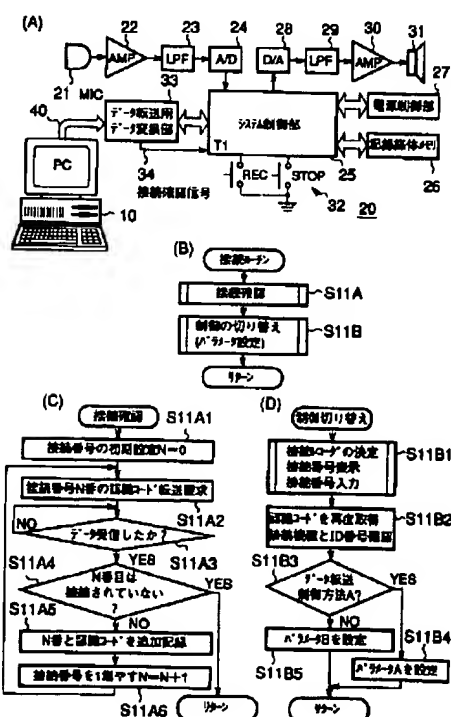 (A)
22 23 24 28 29 30 31
AMP LPF A/D D/A LPF AMP
21 MIC 33 27
40
データ転送用
データ変換部
システム制御部
電源制御部
T1
記録媒体メモリ
PC
34
接続確認信号
REC STOP
25 26
32 20
10
(B)
接続ルーチン
接続確認 S11A
制御の切り替え
(パラメータ設定)
S11B
リターン
(C)
接続確認
S11A1
接続番号の初期設定N=0
接続番号N番の認識コード転送要求
S11A2
NO
データ受信したか?
S11A3
YES
S11A4
N番目は
接続されていない
?
YES
S11A5
NO
N番と認識コードを追加記録
接続番号を1増やすN=N+1
S11A6
リターン
(D)
制御切り替え
接続レコーダの決定
接続番号表示
接続番号入力
S11B1
認識コードを再度取得
接続機種とID番号確認
S11B2
S11B3
データ転送
制御方法A?
YES
NO
パラメータBを設定
S11B4
S11B5
パラメータAを設定
リターン